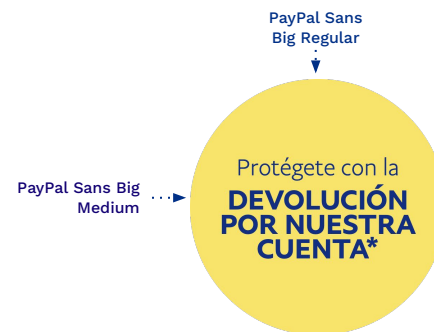 PayPal Sans
Big Regular
Protégete con la
DEVOLUCIÓN
POR NUESTRA
CUENTA*
PayPal Sans Big
Medium